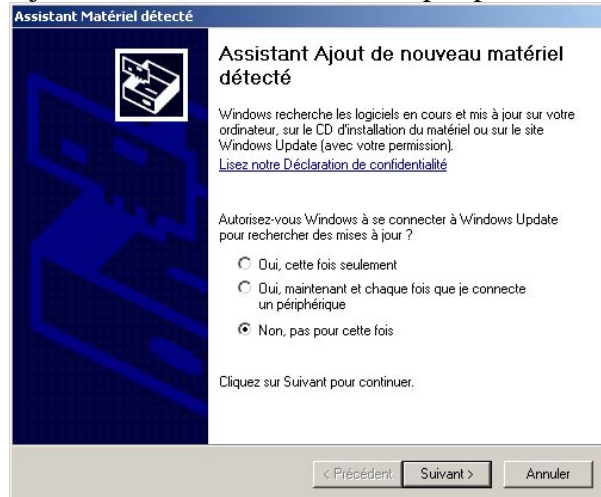 Assistant Matériel détecté
Assistant Ajout de nouveau matériel
détecté
Windows recherche les logiciels en cours et mis à jour sur votre
ordinateur, sur le CD d'installation du matériel ou sur le site
Windows Update (avec votre permission).
Lisez notre Déclaration de confidentialité
Autorisez-vous Windows à se connecter à Windows Update
pour rechercher des mises à jour ?
Oui, cette fois seulement
Oui, maintenant et chaque fois que je connecte
un périphérique
Non, pas pour cette fois
Cliquez sur Suivant pour continuer.
< Précédent Suivant > Annuler